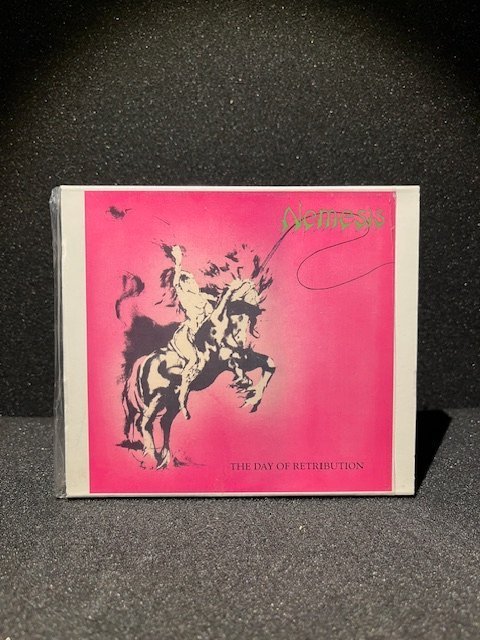 Nemesis
THE DAY OF RETRIBUTION